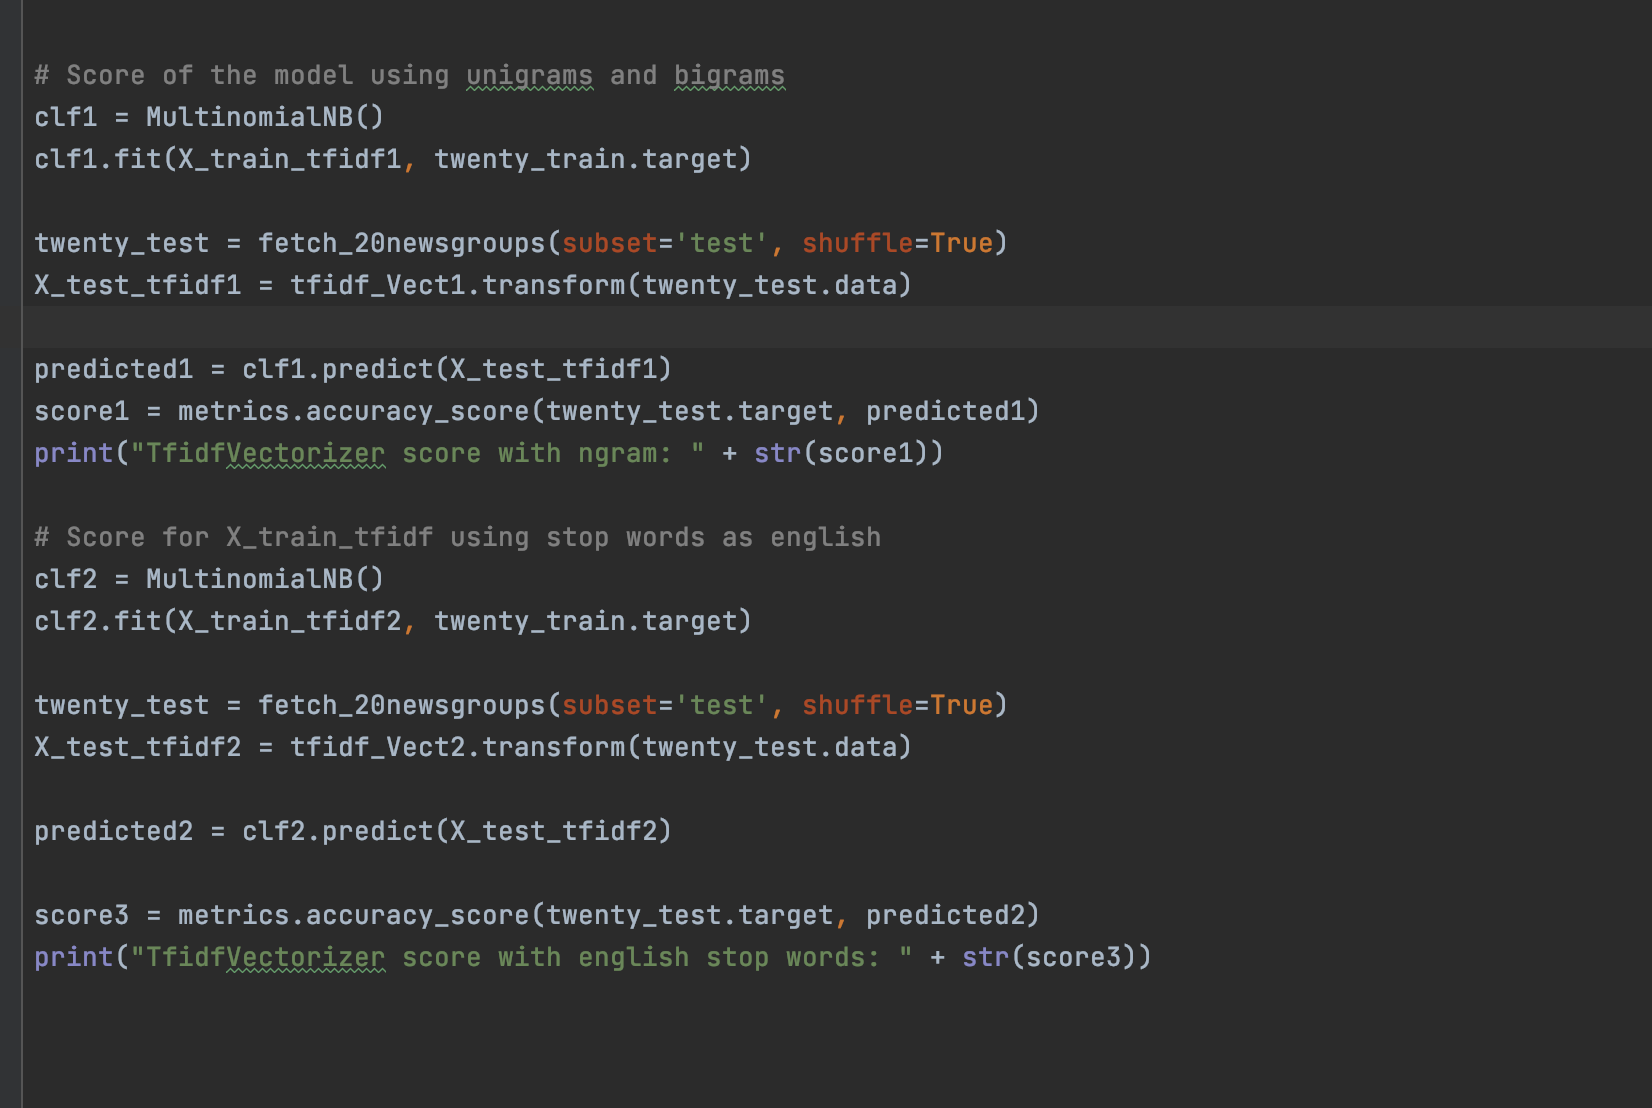 # Score of the model using unigrams and bigrams
clf1 = MultinomialNB()
clf1.fit(X_train_tfidf1, twenty_train.target)
twenty_test = fetch_20newsgroups(subset='test', shuffle=True)
X_test_tfidf1 = tfidf_Vect1.transform(twenty_test.data)
predicted1 = clf1.predict(X_test_tfidf1)
score1 = metrics.accuracy_score(twenty_test.target, predicted1)
print("TfidfVectorizer score with ngram: " + str(score1))
# Score for X_train_tfidf using stop words as english
clf2 = MultinomialNB()
clf2.fit(X_train_tfidf2, twenty_train.target)
twenty_test = fetch_20newsgroups(subset='test', shuffle=True)
X_test_tfidf2 = tfidf_Vect2.transform(twenty_test.data)
predicted2 = clf2.predict(X_test_tfidf2)
score3 = metrics.accuracy_score(twenty_test.target, predicted2)
print("TfidfVectorizer score with english stop words: " + str(score3))